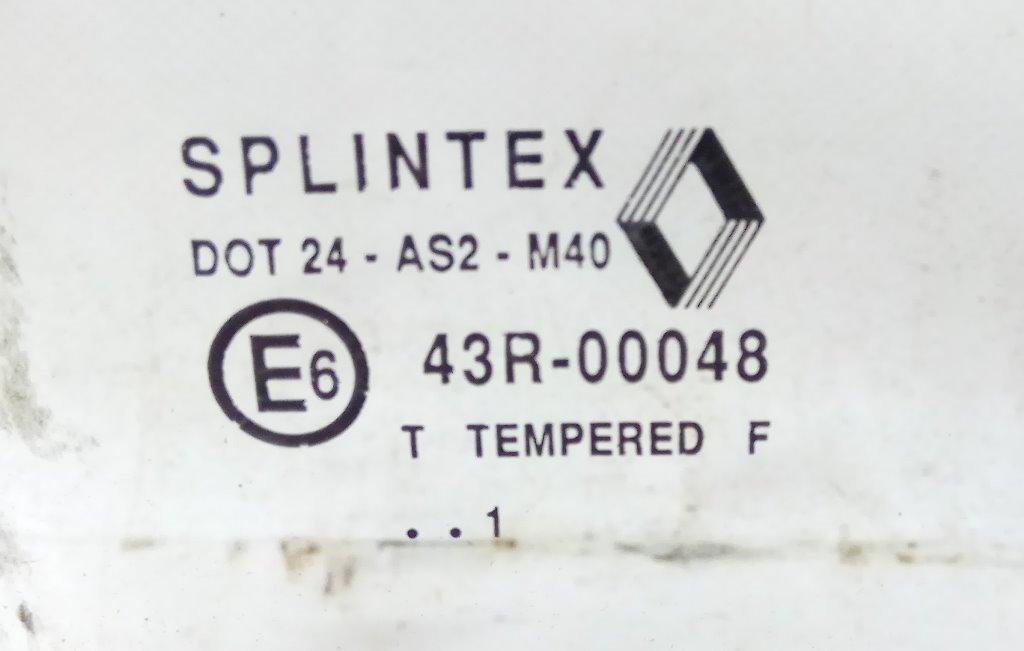 SPLINTEX
DOT 24 - AS2 - M40
E6 43R-00048
T TEMPERED F
. . 1